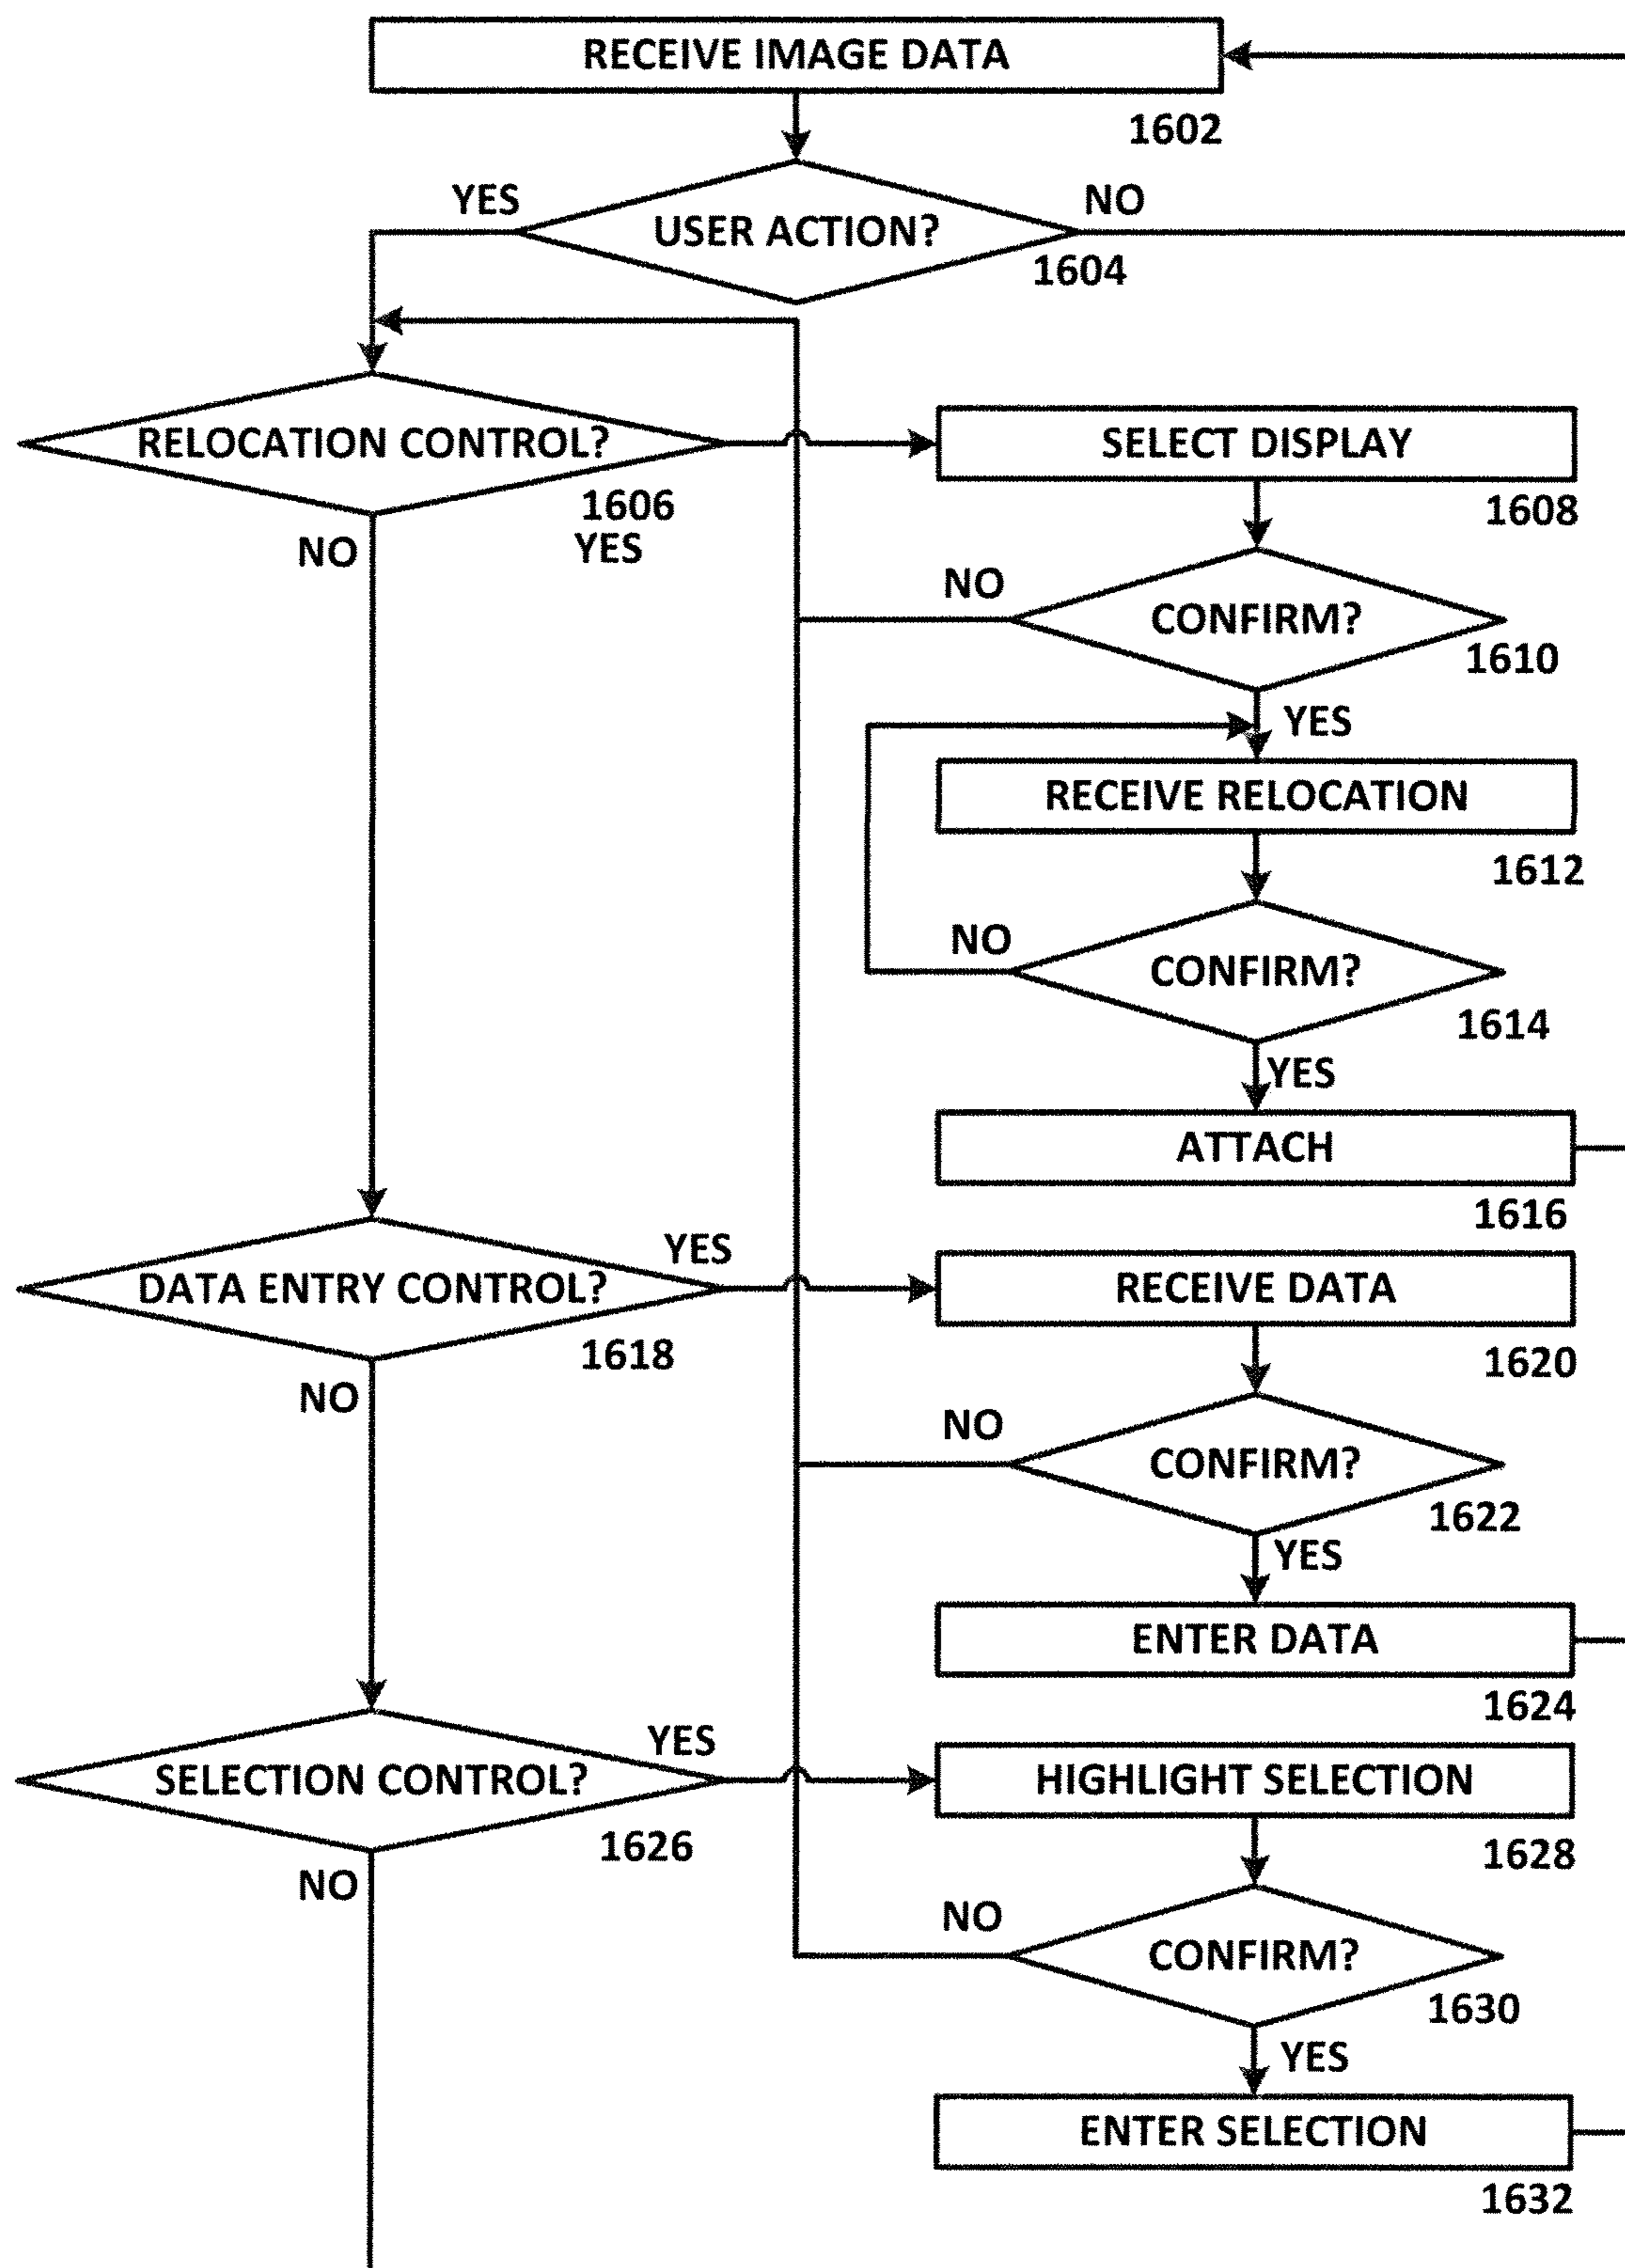 RECEIVE IMAGE DATA
1602
YES
NO
USER ACTION?
1604
RELOCATION CONTROL?
1606
YES
NO
SELECT DISPLAY
1608
NO
CONFIRM?
1610
YES
RECEIVE RELOCATION
1612
NO
CONFIRM?
1614
YES
ATTACH
1616
YES
DATA ENTRY CONTROL?
1618
NO
RECEIVE DATA
1620
NO
CONFIRM?
1622
YES
ENTER DATA
1624
YES
SELECTION CONTROL?
1626
NO
HIGHLIGHT SELECTION
1628
NO
CONFIRM?
1630
YES
ENTER SELECTION
1632